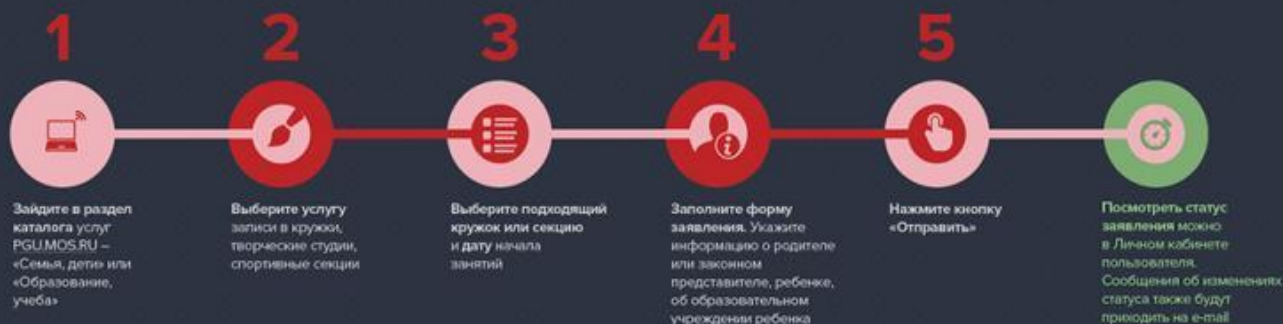 1
2
3
4
5
Зайдите в раздел
каталога услуг
PGU.MOS.RU –
«Семья, дети» или
«Образование,
учеба»
Выберите услугу
записи в кружки,
творческие студии,
спортивные секции
Выберите подходящий
кружок или секцию
и дату начала
занятий
Заполните форму
заявления. Укажите
информацию о родителе
или законном
представителе, ребенке,
об образовательном
учреждении ребенка
Нажмите кнопку
«Отправить»
Посмотреть статус
заявления можно
в Личном кабинете
пользователя.
Сообщения об изменениях
статуса также будут
приходить на e-mail